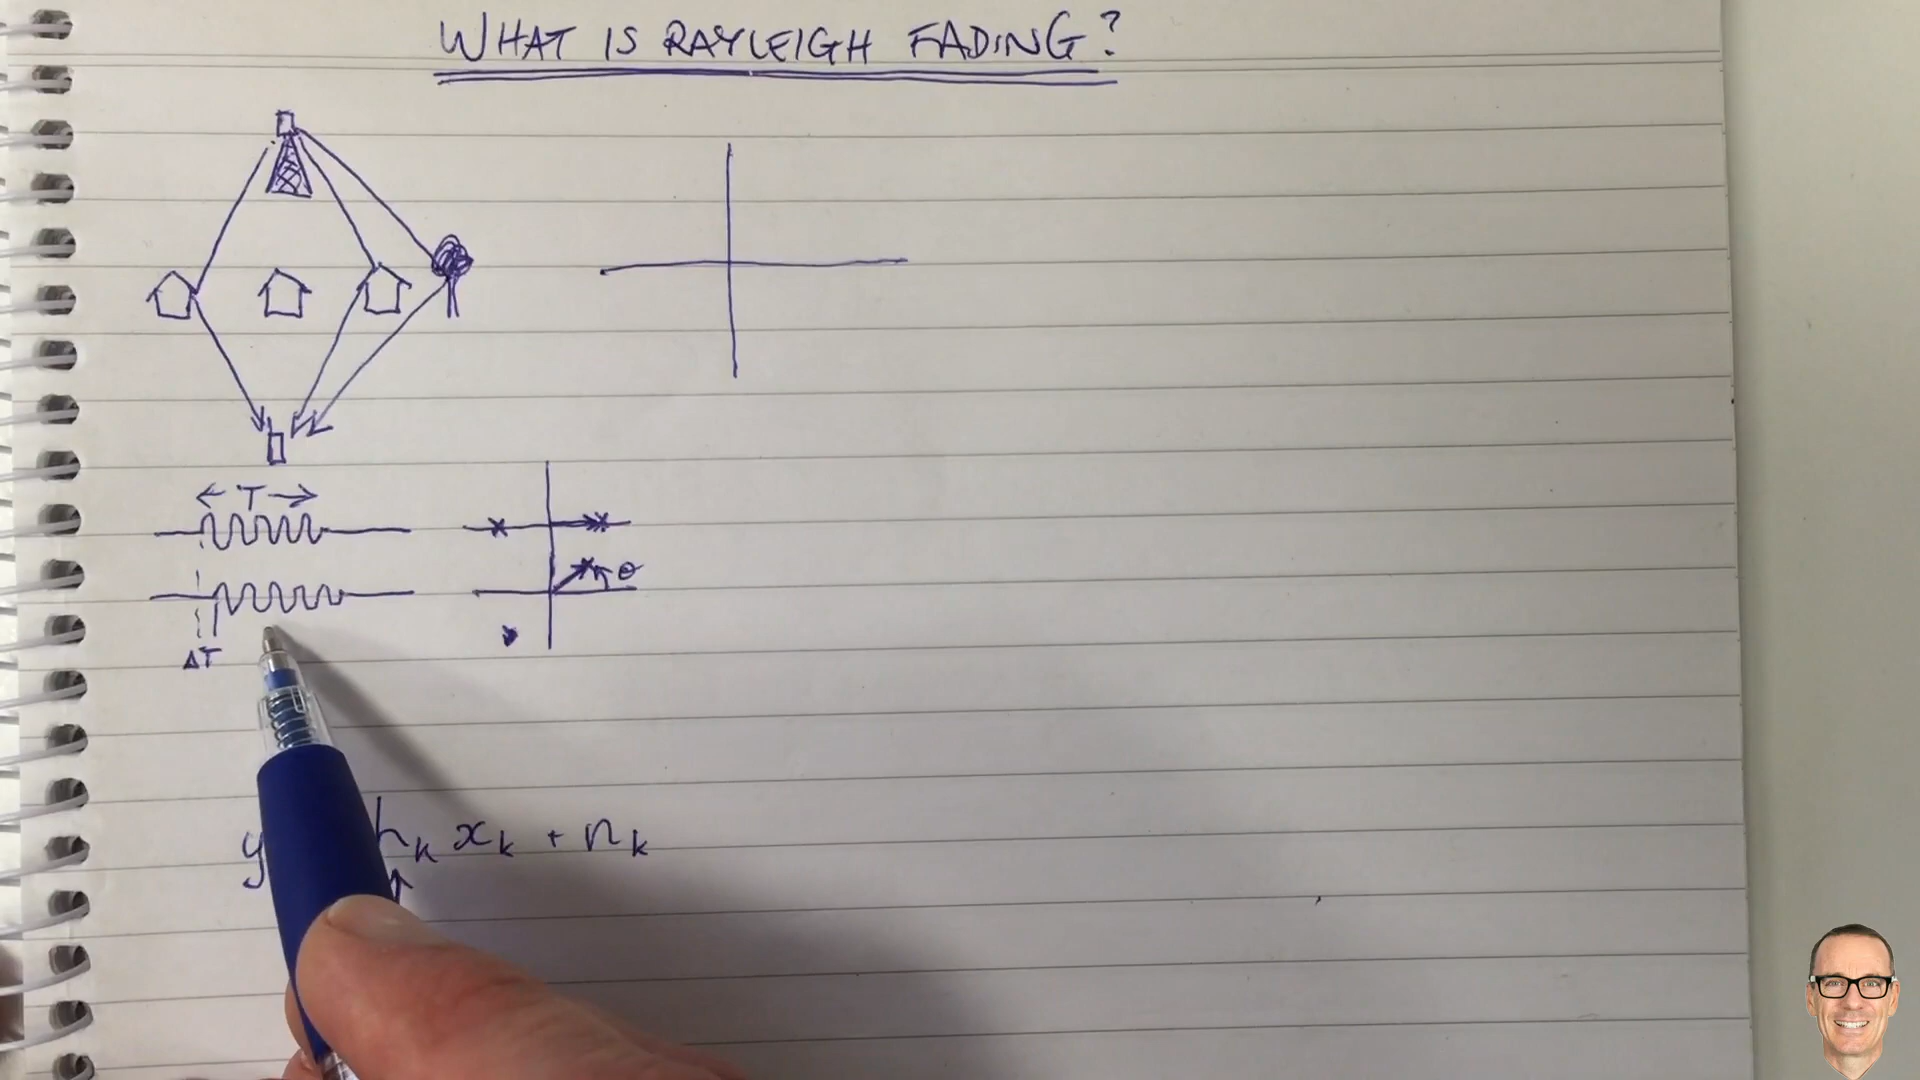 WHAT IS RAYLEIGH FADING?
T
θ
ΔT
y hk xk + nk